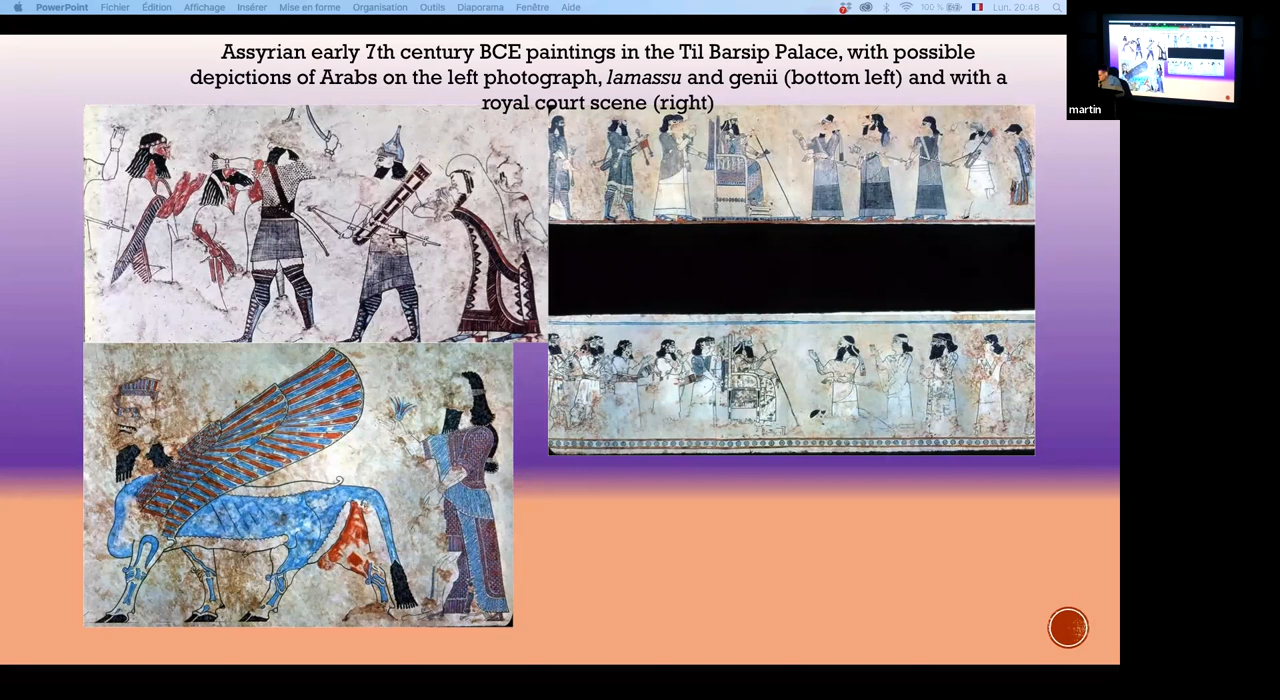 PowerPoint Fichier Édition Affichage Insérer Mise en forme Organisation Outils Diaporama Fenêtre Aide 7 100 % Lun. 20:48
Assyrian early 7th century BCE paintings in the Til Barsip Palace, with possible
depictions of Arabs on the left photograph, lamassu and genii (bottom left) and with a
royal court scene (right)
martin